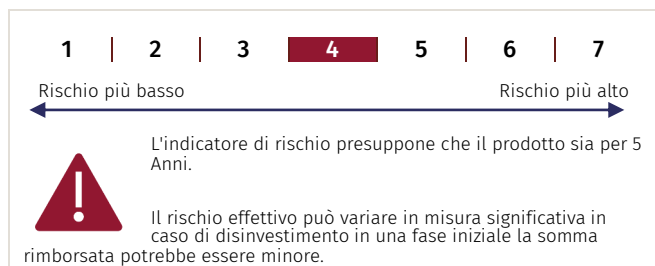 1 | 2 | 3 | 4 | 5 | 6 | 7
Rischio più basso Rischio più alto
L'indicatore di rischio presuppone che il prodotto sia per 5
Anni.
Il rischio effettivo può variare in misura significativa in
caso di disinvestimento in una fase iniziale la somma
rimborsata potrebbe essere minore.